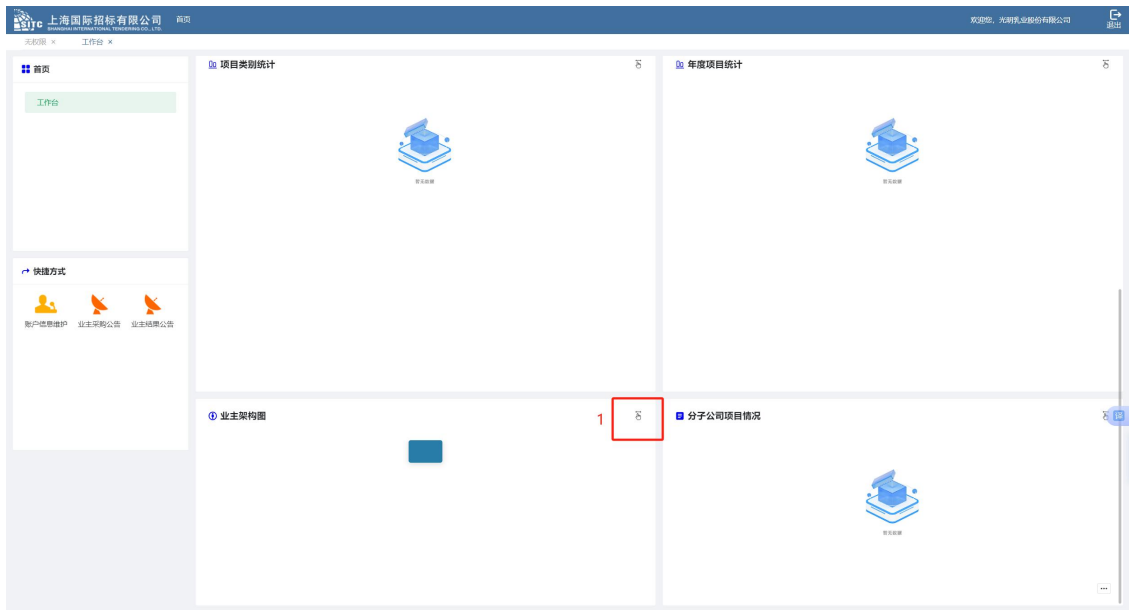 SITC 上海国际招标有限公司 首页 欢迎您，光明乳业股份有限公司 退出
SHANGHAI INTERNATIONAL TENDERING CO., LTD.
无权限 × 工作台 ×
首页
工作台
项目类别统计
暂无数据
年度项目统计
暂无数据
快捷方式
账户信息维护 业主采购公告 业主结果公告
业主架构图 1
分子公司项目情况
暂无数据
...